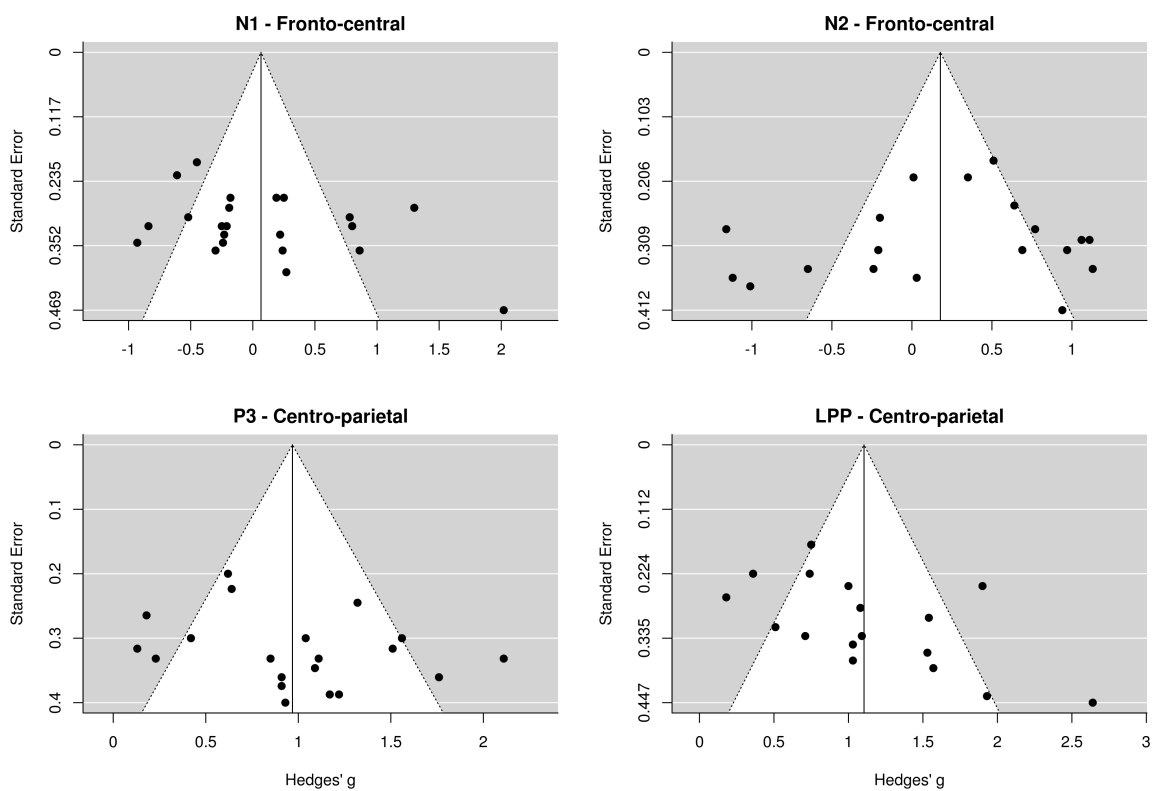 N1 - Fronto-central
Standard Error
0
0.117
0.235
0.352
0.469
-1 -0.5 0 0.5 1 1.5 2
N2 - Fronto-central
Standard Error
0
0.103
0.206
0.309
0.412
-1 -0.5 0 0.5 1
P3 - Centro-parietal
Standard Error
0
0.1
0.2
0.3
0.4
0 0.5 1 1.5 2
Hedges' g
LPP - Centro-parietal
Standard Error
0
0.112
0.224
0.335
0.447
0 0.5 1 1.5 2 2.5 3
Hedges' g